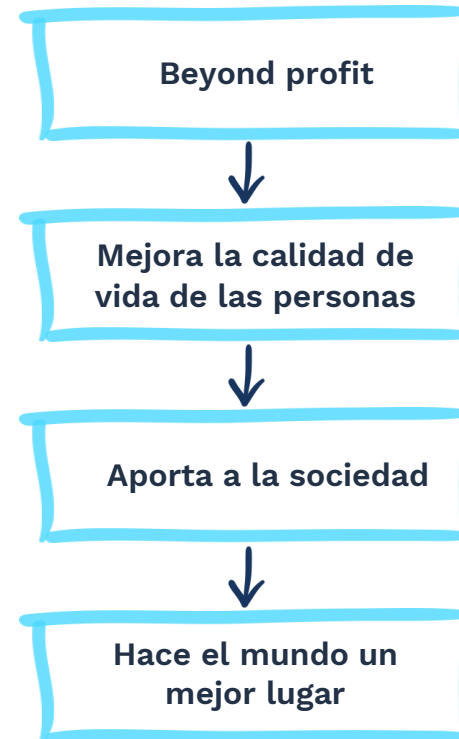 Beyond profit
Mejora la calidad de
vida de las personas
Aporta a la sociedad
Hace el mundo un
mejor lugar